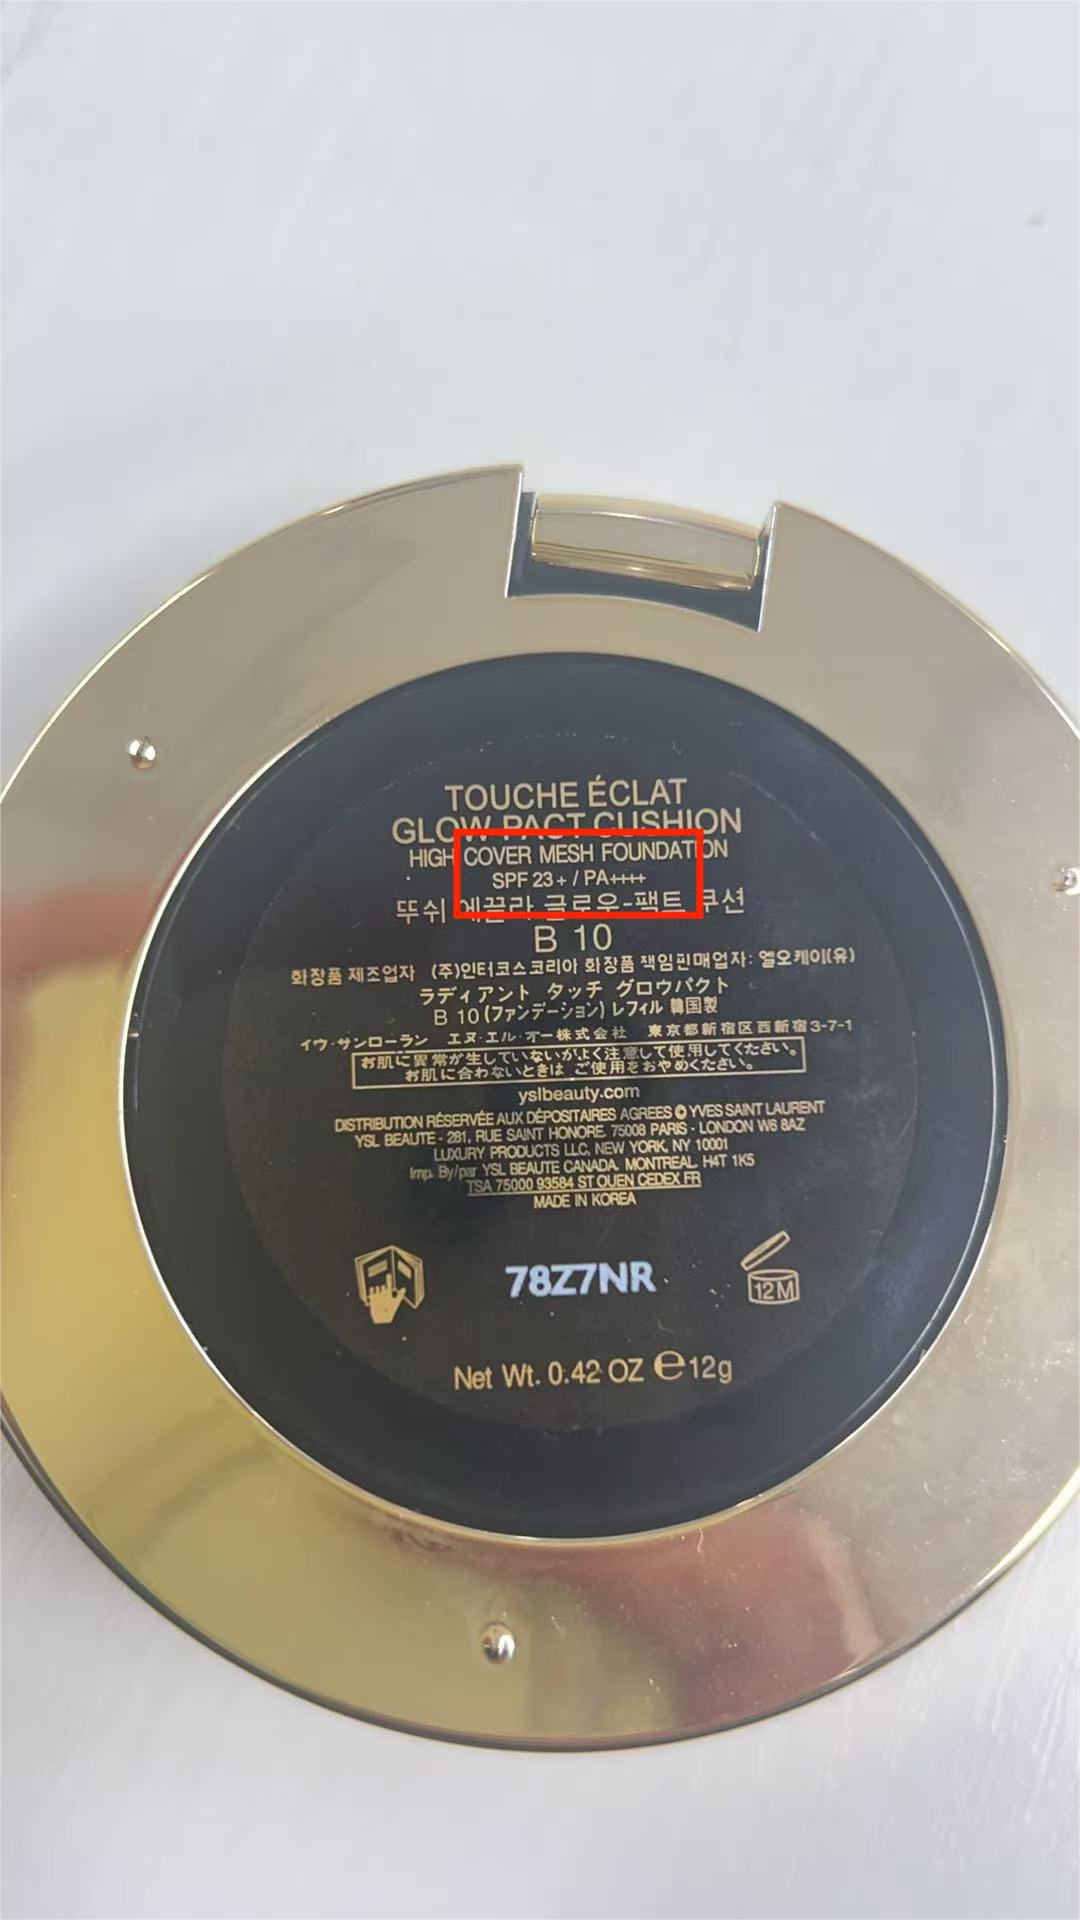 TOUCHE ÉCLAT
GLOW-PACT CUSHION
HIGH COVER MESH FOUNDATION
SPF 23+ / PA++++
뚜쉬 에끌라 글로우-팩트 쿠션
B 10
화장품 제조업자 (주)인터코스코리아 화장품 책임판매업자: 엘오케이(유)
ラディアント タッチ グロウパクト
B 10 (ファンデーション) レフィル 韓国製
イヴ・サンローラン エヌ・エル・オー株式会社 東京都新宿区西新宿3-7-1
お肌に異常が生していないかよく注意して使用してください。
お肌に合わないときは、ご使用をおやめください。
yslbeauty.com
DISTRIBUTION RÉSERVÉE AUX DÉPOSITAIRES AGREES © YVES SAINT LAURENT
YSL BEAUTE - 281, RUE SAINT HONORE, 75008 PARIS - LONDON W6 8AZ
LUXURY PRODUCTS LLC, NEW YORK, NY 10001
Imp. By/par YSL BEAUTE CANADA, MONTREAL, H4T 1K5
TSA 75000 93584 ST OUEN CEDEX FR
MADE IN KOREA
78Z7NR
12M
Net Wt. 0.42 OZ ℮12g